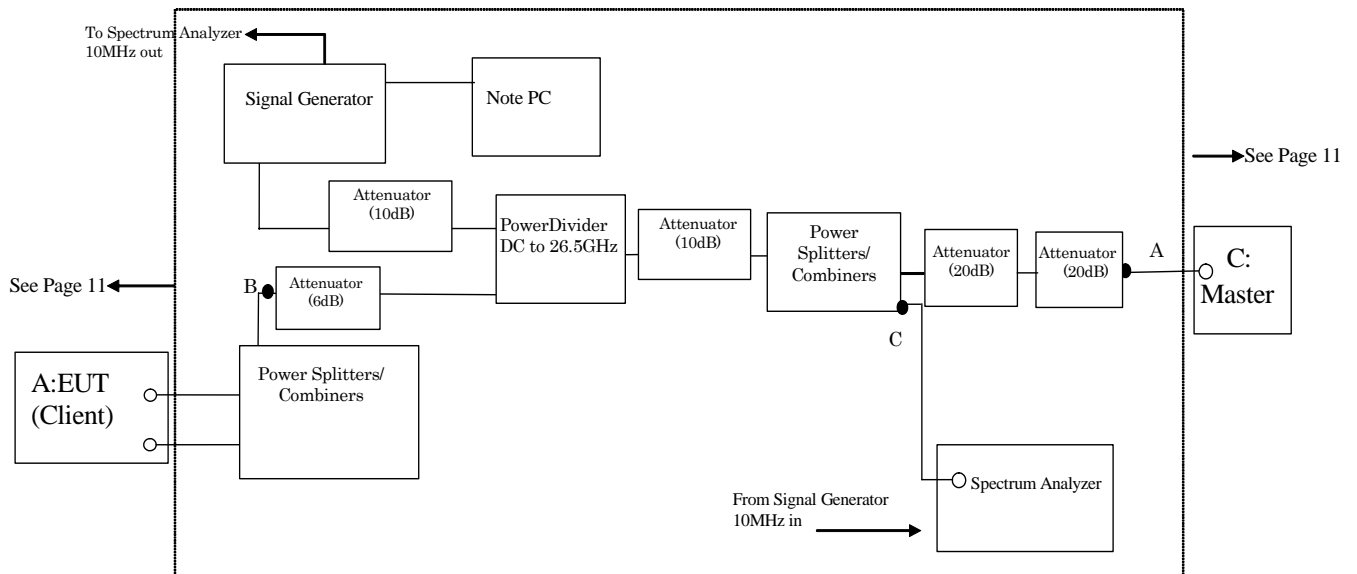 To Spectrum Analyzer
10MHz out
Signal Generator
Note PC
See Page 11
Attenuator
(10dB)
PowerDivider
DC to 26.5GHz
Attenuator
(10dB)
Power
Splitters/
Combiners
Attenuator
(20dB)
Attenuator
(20dB)
A
C:
Master
See Page 11
B
Attenuator
(6dB)
C
A:EUT
(Client)
Power Splitters/
Combiners
Spectrum Analyzer
From Signal Generator
10MHz in